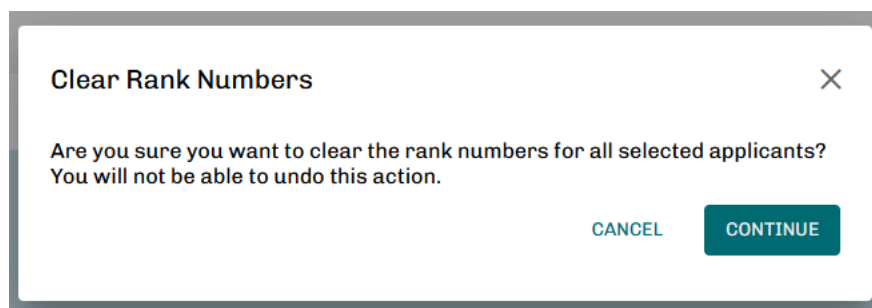 Clear Rank Numbers
Are you sure you want to clear the rank numbers for all selected applicants?
You will not be able to undo this action.
CANCEL
CONTINUE